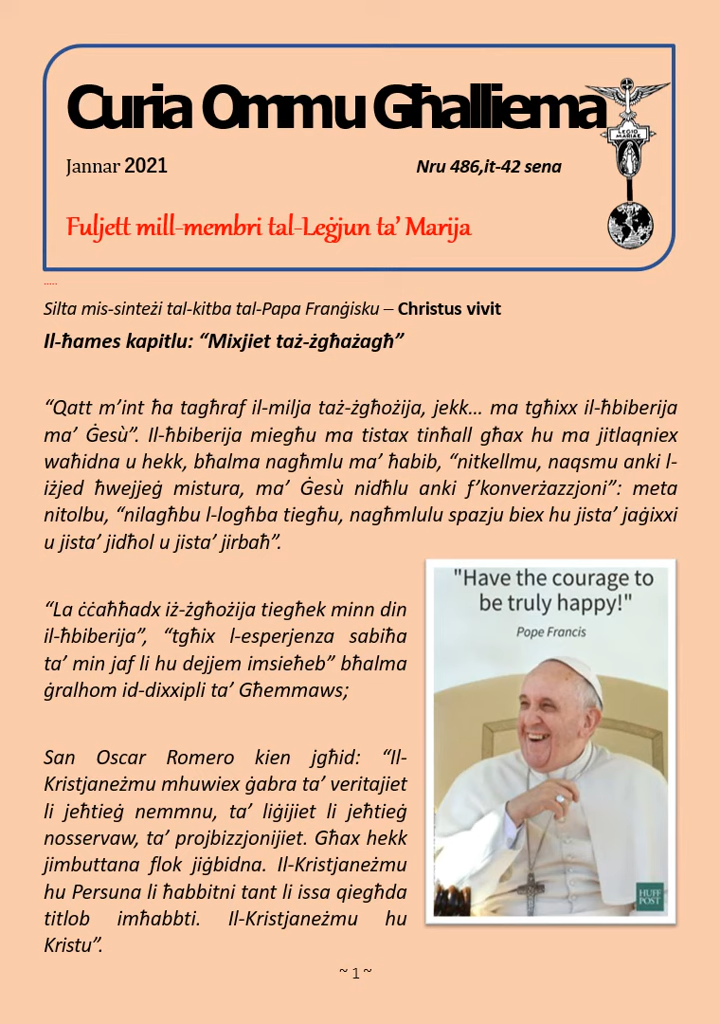 Curia Ommu Għalliema
LEGIO
MARIAE
Jannar 2021 Nru 486,it-42 sena
Fuljett mill-membri tal-Leġjun ta’ Marija
.....
Silta mis-sinteżi tal-kitba tal-Papa Franġisku – Christus vivit
Il-ħames kapitlu: “Mixjiet taż-żgħażagħ”
“Qatt m’int ħa tagħraf il-milja taż-żgħożija, jekk… ma tgħixx il-ħbiberija
ma’ Ġesù”. Il-ħbiberija miegħu ma tistax tinħall għax hu ma jitlaqniex
waħidna u hekk, bħalma nagħmlu ma’ ħabib, “nitkellmu, naqsmu anki l-
iżjed ħwejjeġ mistura, ma’ Ġesù nidħlu anki f’konverżazzjoni”: meta
nitolbu, “nilagħbu l-logħba tiegħu, nagħmlulu spazju biex hu jista’ jaġixxi
u jista’ jidħol u jista’ jirbaħ”.
“La ċċaħħadx iż-żgħożija tiegħek minn din
il-ħbiberija”, “tgħix l-esperjenza sabiħa
ta’ min jaf li hu dejjem imsieħeb” bħalma
ġralhom id-dixxipli ta’ Għemmaws;
San Oscar Romero kien jgħid: “Il-
Kristjaneżmu mhuwiex ġabra ta’ veritajiet
li jeħtieġ nemmnu, ta’ liġijiet li jeħtieġ
nosservaw, ta’ projbizzjonijiet. Għax hekk
jimbuttana flok jiġbidna. Il-Kristjaneżmu
hu Persuna li ħabbitni tant li issa qiegħda
titlob imħabbti. Il-Kristjaneżmu hu
Kristu”.
"Have the courage to
be truly happy!"
Pope Francis
HUFF
POST
~ 1 ~